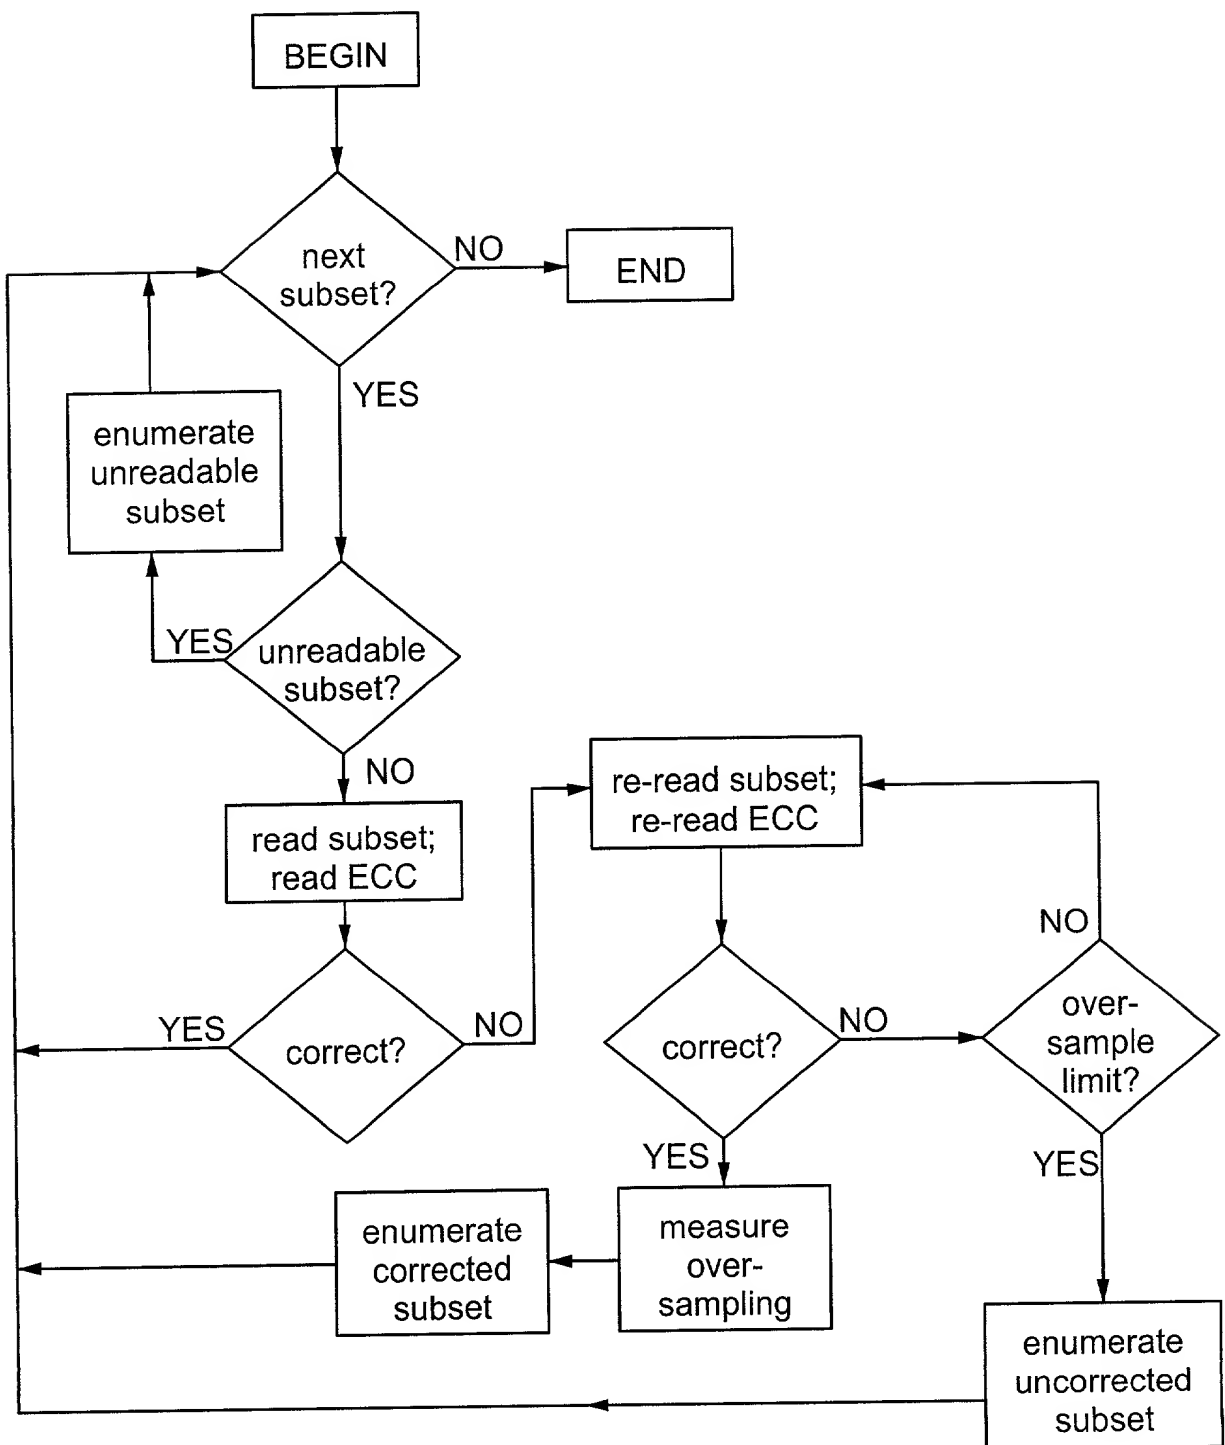 BEGIN
next
subset?
NO
END
YES
enumerate
unreadable
subset
YES
unreadable
subset?
NO
read subset;
read ECC
re-read subset;
re-read ECC
YES
correct?
NO
correct?
NO
NO
over-
sample
limit?
YES
YES
enumerate
corrected
subset
measure
over-
sampling
enumerate
uncorrected
subset